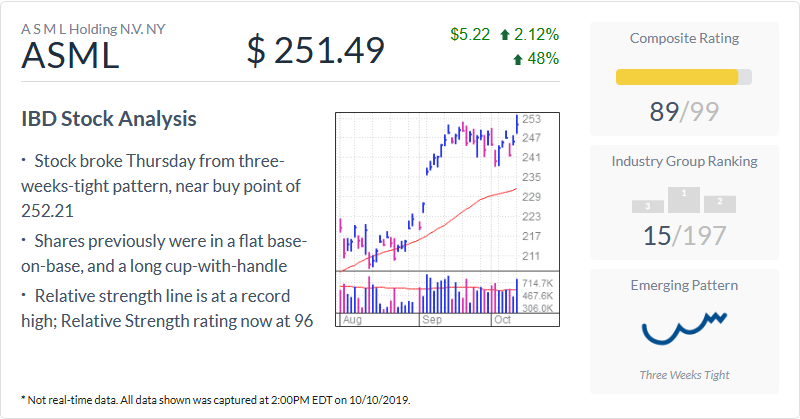 A S M L Holding N.V. NY
ASML
$ 251.49
$5.22 2.12%
48%
IBD Stock Analysis
· Stock broke Thursday from three-
weeks-tight pattern, near buy point of
252.21
· Shares previously were in a flat base-
on-base, and a long cup-with-handle
· Relative strength line is at a record
high; Relative Strength rating now at 96
253
247
241
235
229
223
217
211
714.7K
467.6K
306.0K
Aug Sep Oct
Composite Rating
89/99
Industry Group Ranking
3 1 2
15/197
Emerging Pattern
Three Weeks Tight
* Not real-time data. All data shown was captured at 2:00PM EDT on 10/10/2019.